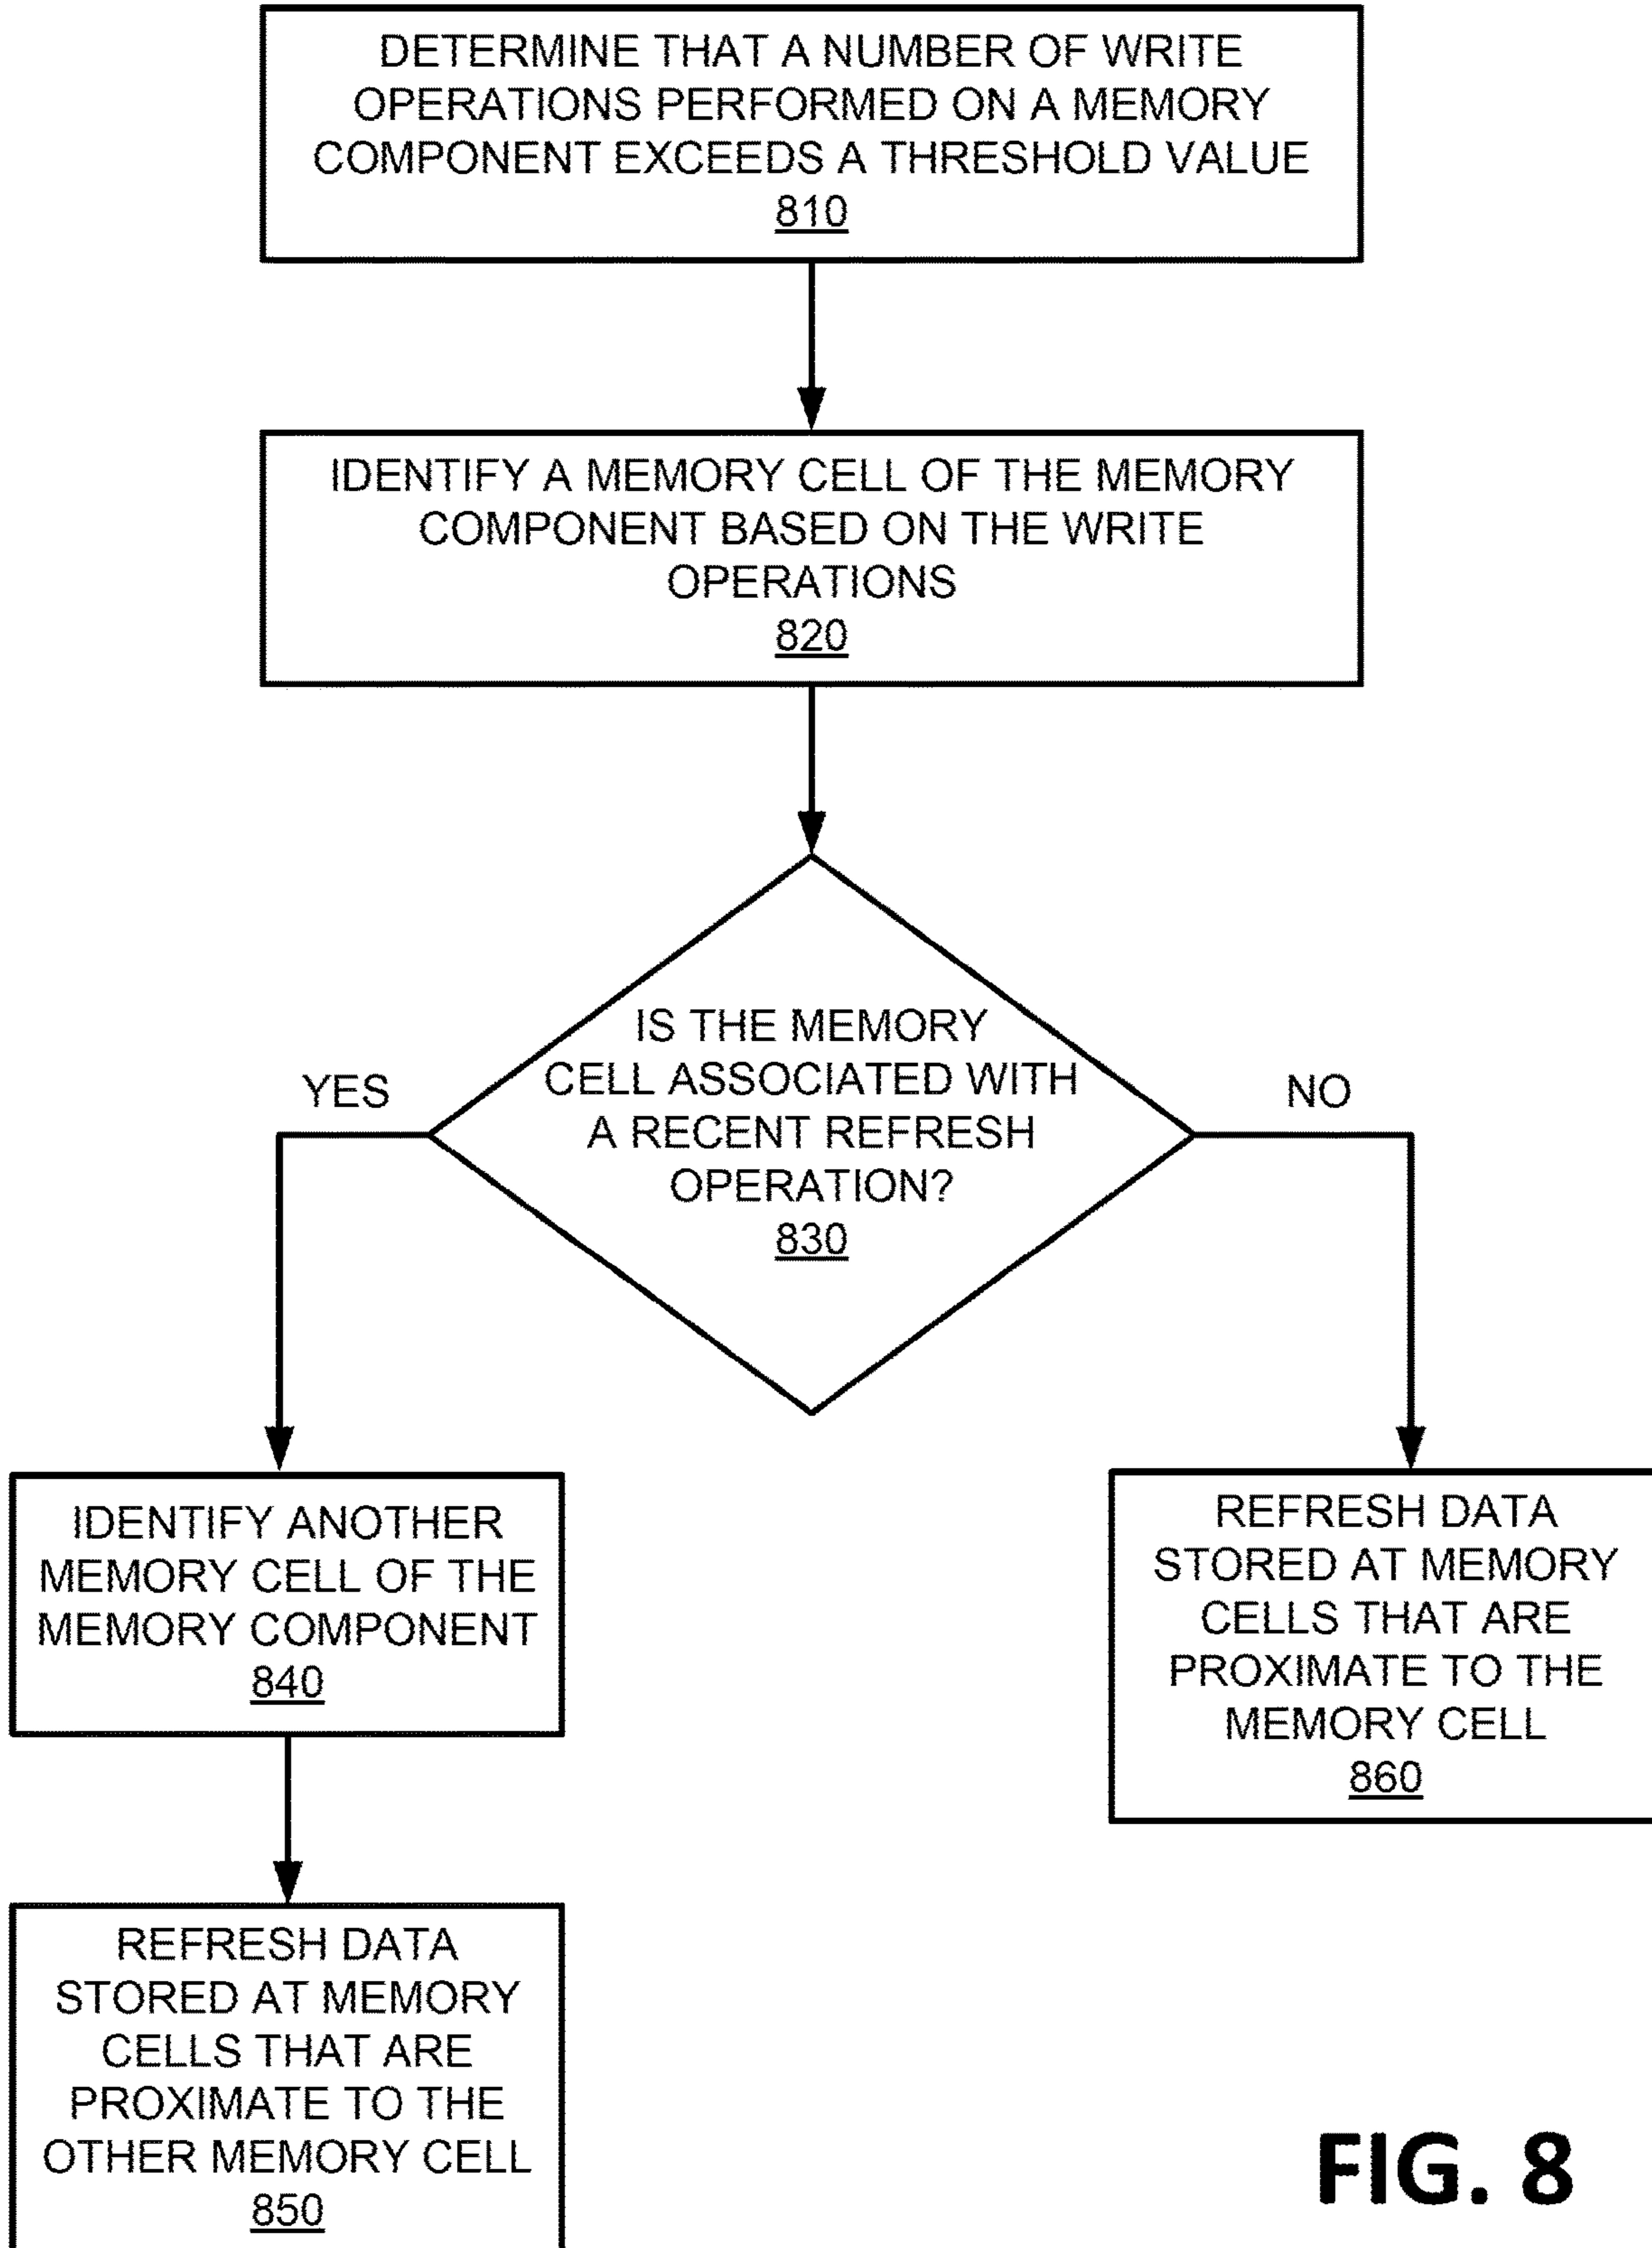 DETERMINE THAT A NUMBER OF WRITE
OPERATIONS PERFORMED ON A MEMORY
COMPONENT EXCEEDS A THRESHOLD VALUE
810
IDENTIFY A MEMORY CELL OF THE MEMORY
COMPONENT BASED ON THE WRITE
OPERATIONS
820
IS THE MEMORY
CELL ASSOCIATED WITH
A RECENT REFRESH
OPERATION?
830
YES
NO
IDENTIFY ANOTHER
MEMORY CELL OF THE
MEMORY COMPONENT
840
REFRESH DATA
STORED AT MEMORY
CELLS THAT ARE
PROXIMATE TO THE
MEMORY CELL
860
REFRESH DATA
STORED AT MEMORY
CELLS THAT ARE
PROXIMATE TO THE
OTHER MEMORY CELL
850
FIG. 8